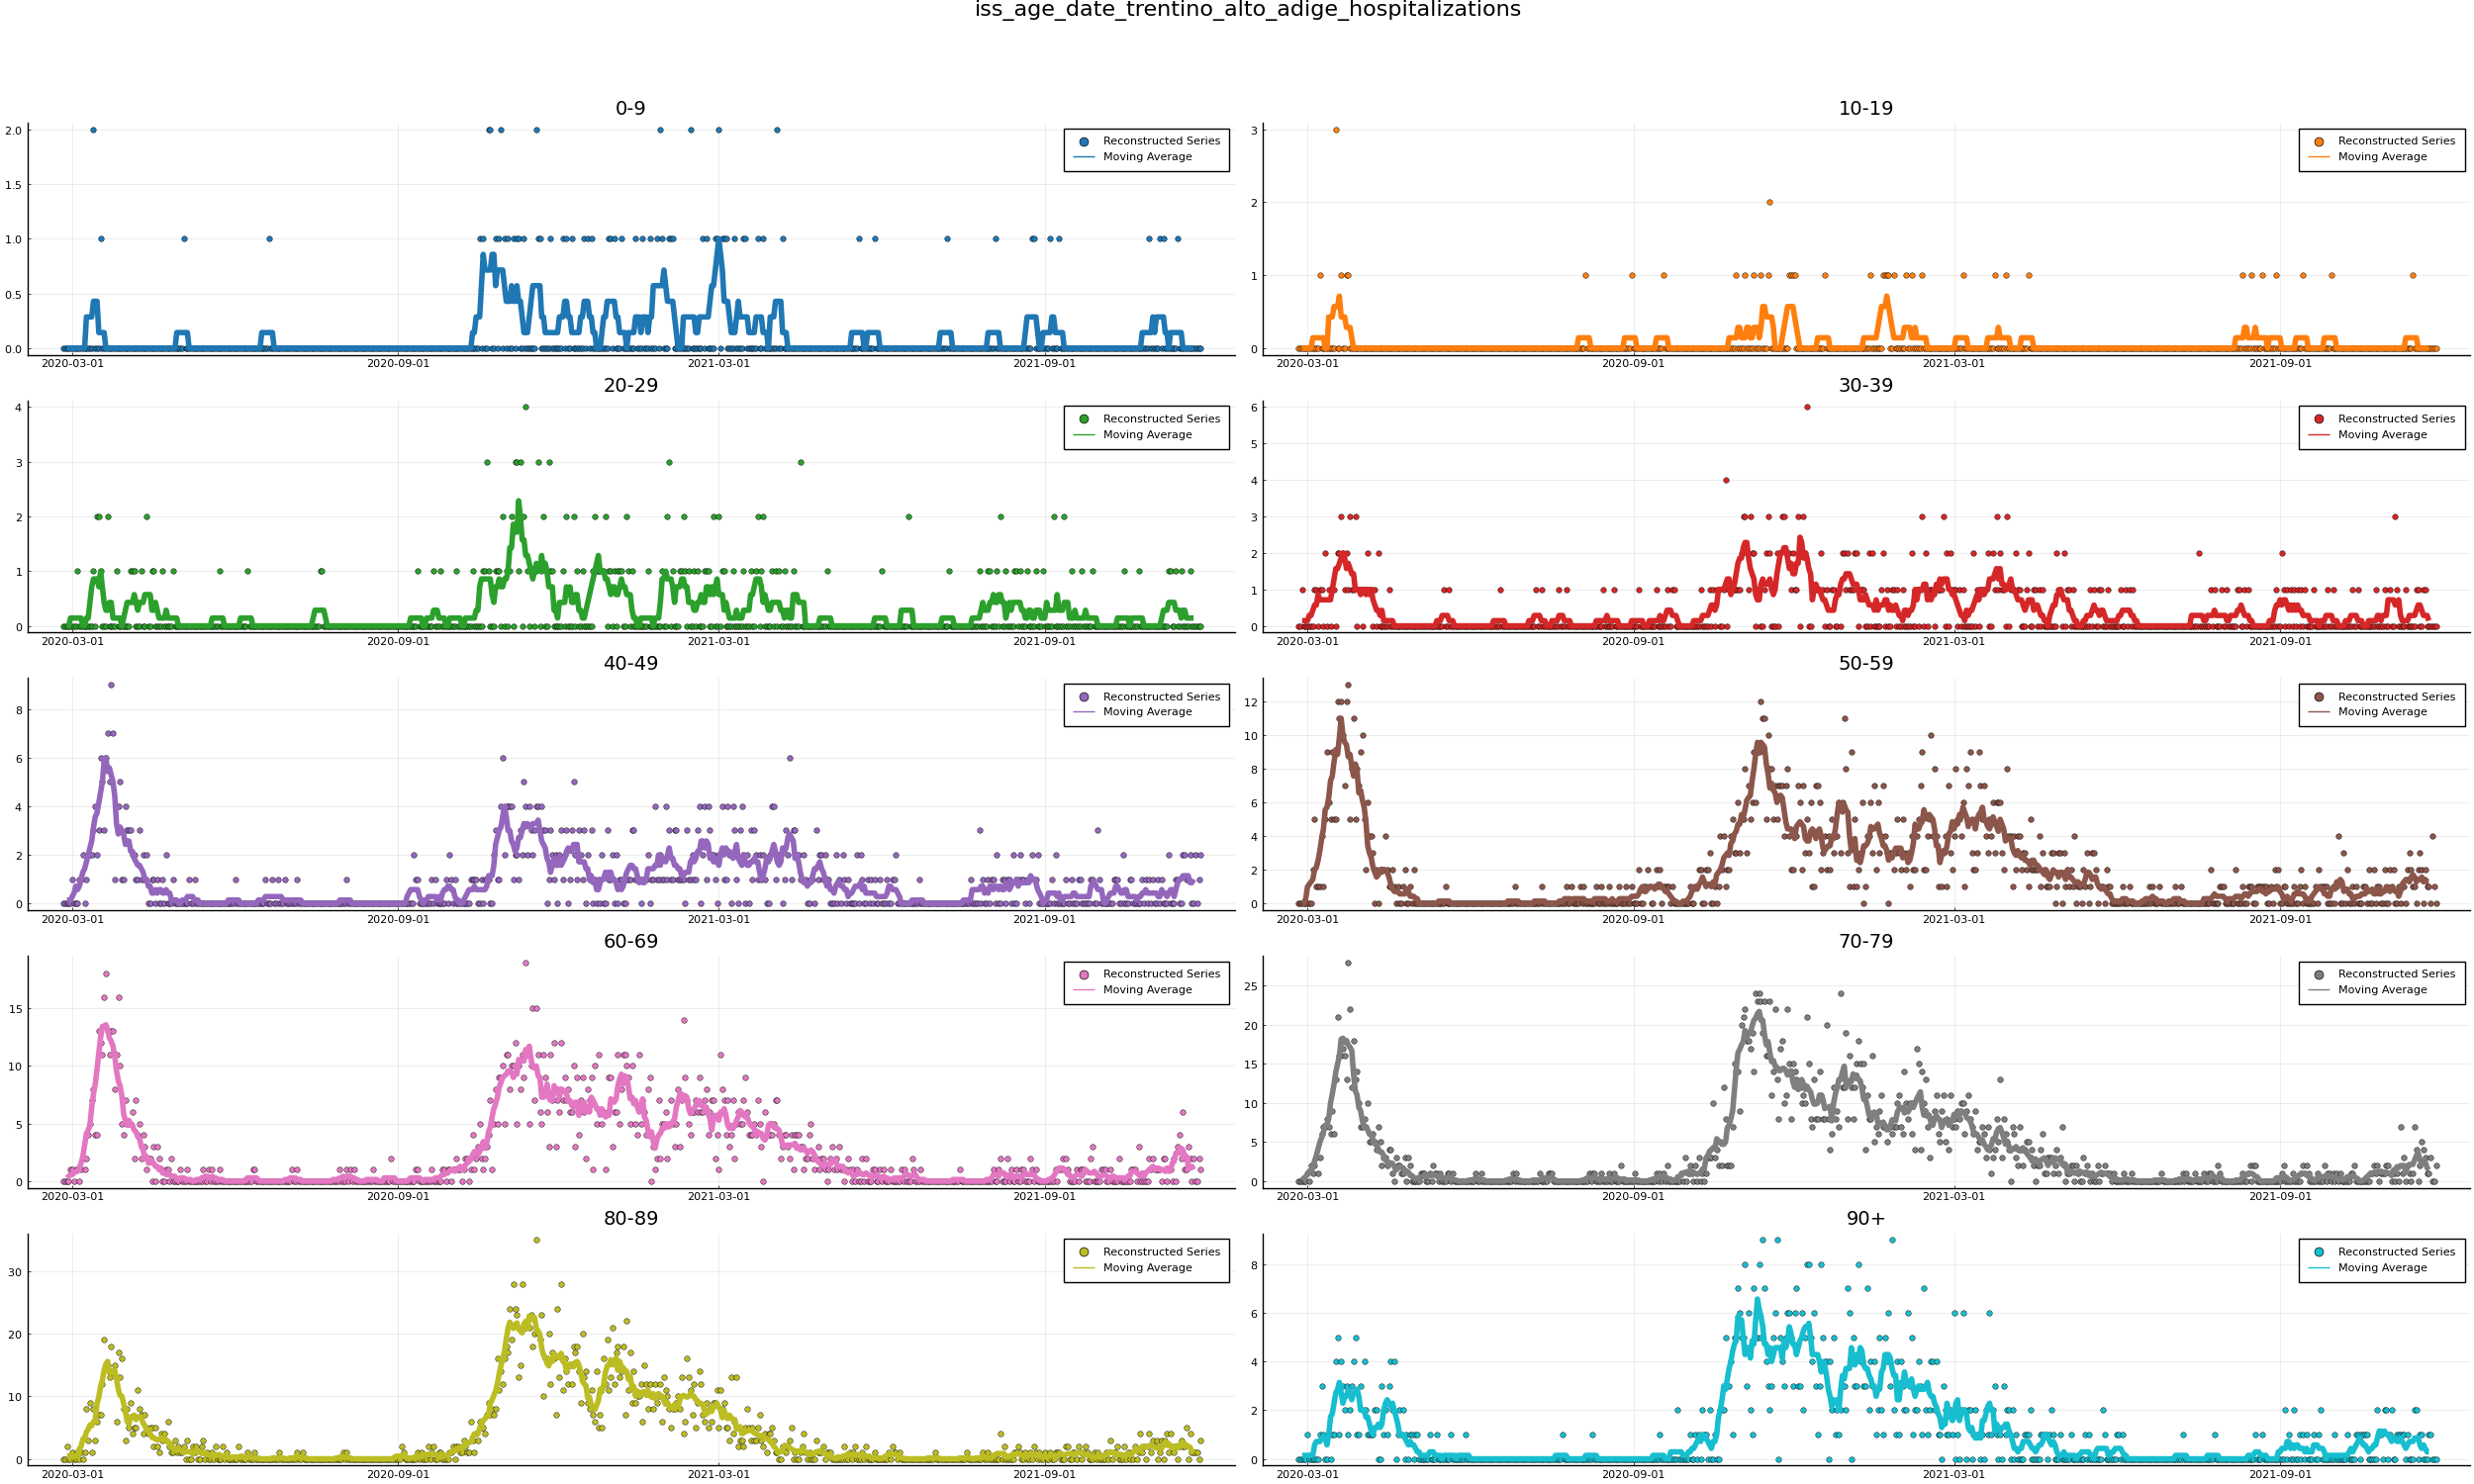 iss_age_date_trentino_alto_adige_hospitalizations
0-9
2.0
1.5
1.0
0.5
0.0
Reconstructed Series
Moving Average
2020-03-01 2020-09-01 2021-03-01 2021-09-01
10-19
3
2
1
0
Reconstructed Series
Moving Average
2020-03-01 2020-09-01 2021-03-01 2021-09-01
20-29
4
3
2
1
0
Reconstructed Series
Moving Average
2020-03-01 2020-09-01 2021-03-01 2021-09-01
30-39
6
5
4
3
2
1
0
Reconstructed Series
Moving Average
2020-03-01 2020-09-01 2021-03-01 2021-09-01
40-49
8
6
4
2
0
Reconstructed Series
Moving Average
2020-03-01 2020-09-01 2021-03-01 2021-09-01
50-59
12
10
8
6
4
2
0
Reconstructed Series
Moving Average
2020-03-01 2020-09-01 2021-03-01 2021-09-01
60-69
15
10
5
0
Reconstructed Series
Moving Average
2020-03-01 2020-09-01 2021-03-01 2021-09-01
70-79
25
20
15
10
5
0
Reconstructed Series
Moving Average
2020-03-01 2020-09-01 2021-03-01 2021-09-01
80-89
30
20
10
0
Reconstructed Series
Moving Average
2020-03-01 2020-09-01 2021-03-01 2021-09-01
90+
8
6
4
2
0
Reconstructed Series
Moving Average
2020-03-01 2020-09-01 2021-03-01 2021-09-01